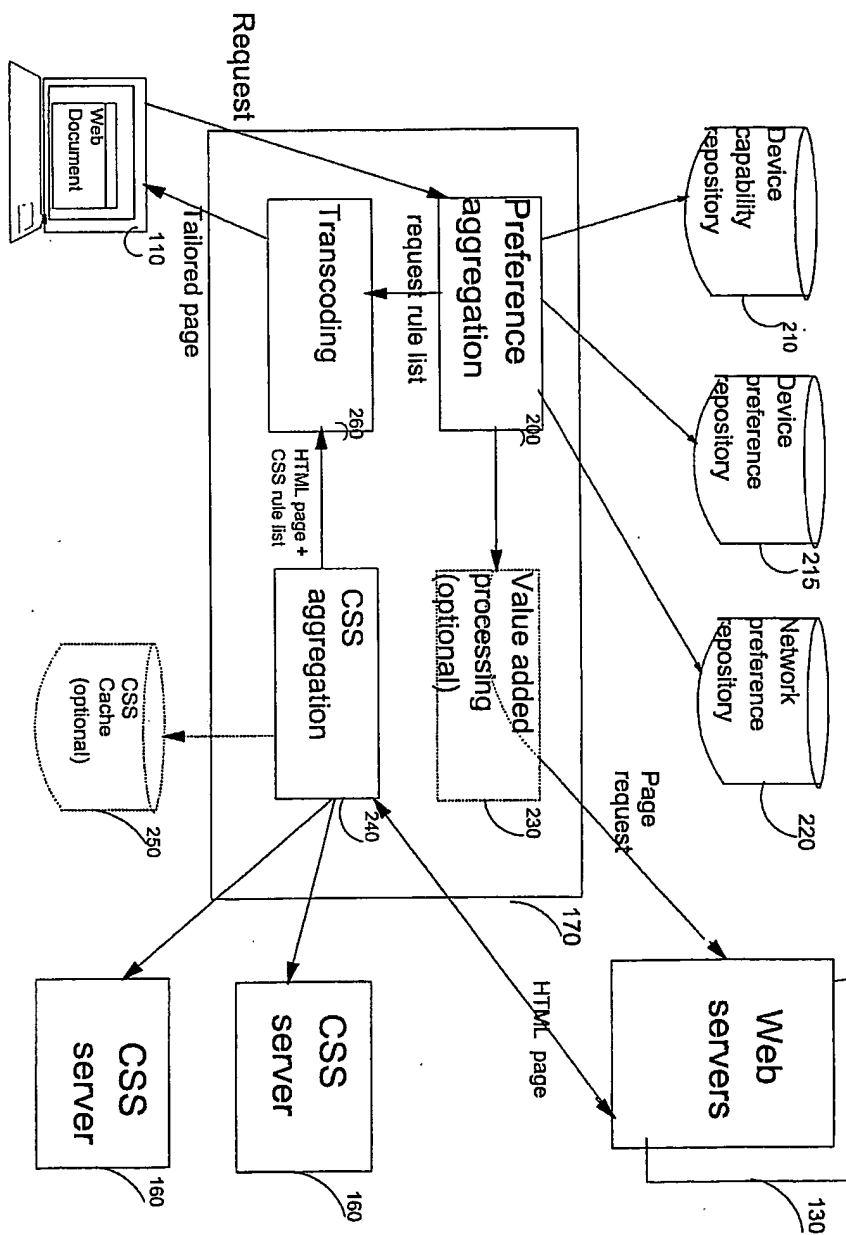 Device
capability
repository
210
Device
preference
repository
215
Network
preference
repository
220
Request
Preference
aggregation
200
request rule list
Value added
processing
(optional)
230
Page
request
Web
servers
130
Transcoding
260
HTML page +
CSS rule list
CSS
aggregation
240
170
HTML page
Web
Document
110
Tailored page
CSS
Cache
(optional)
250
CSS
server
160
CSS
server
160